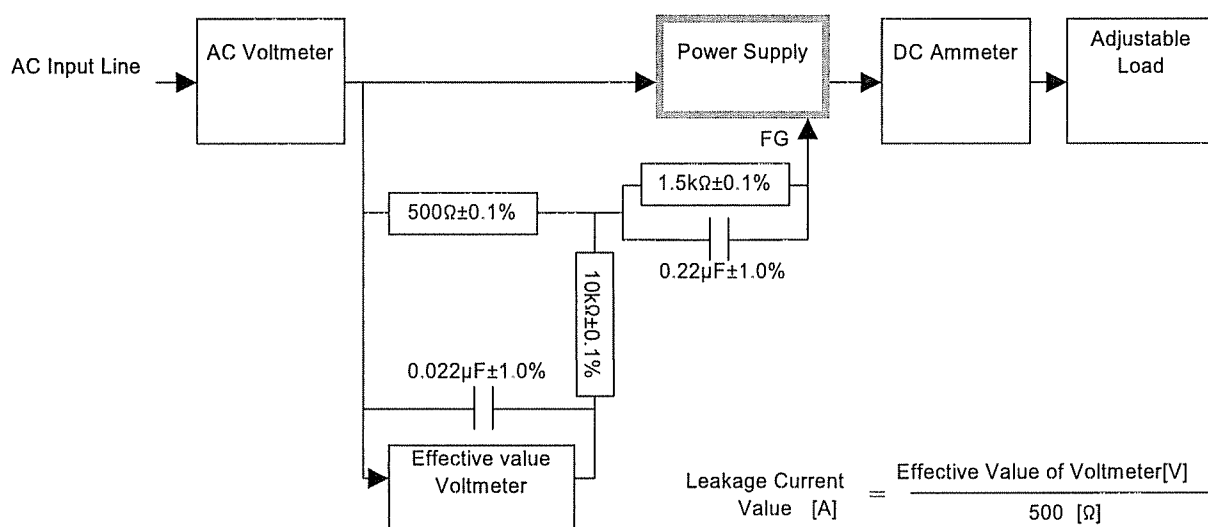 AC Input Line
AC Voltmeter
Power Supply
DC Ammeter
Adjustable
Load
FG
1.5kΩ±0.1%
500Ω±0.1%
0.22µF±1.0%
10kΩ±0.1%
0.022µF±1.0%
Effective value
Voltmeter
Leakage Current
Value [A]
=
Effective Value of Voltmeter[V]
500 [Ω]